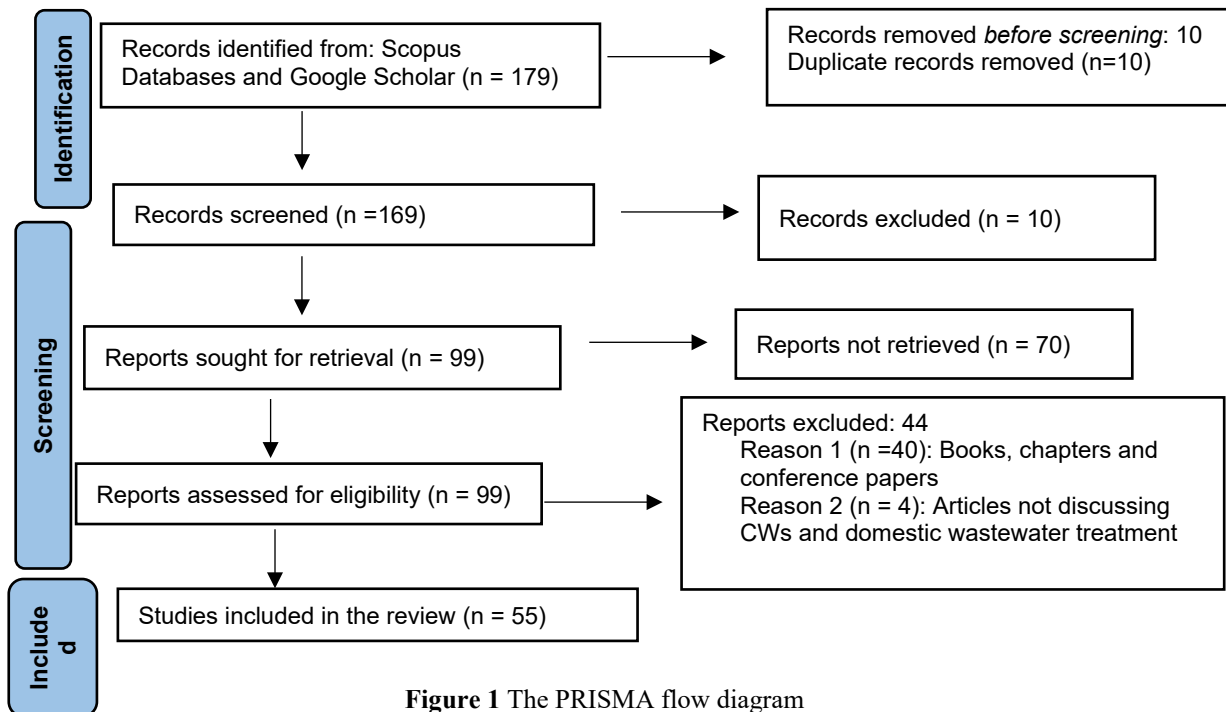 Identification
Records identified from: Scopus
Databases and Google Scholar (n = 179)
Records removed before screening: 10
Duplicate records removed (n=10)
Records screened (n =169)
Records excluded (n = 10)
Screening
Reports sought for retrieval (n = 99)
Reports not retrieved (n = 70)
Reports assessed for eligibility (n = 99)
Reports excluded: 44
Reason 1 (n =40): Books, chapters and
conference papers
Reason 2 (n = 4): Articles not discussing
CWs and domestic wastewater treatment
Include
d
Studies included in the review (n = 55)
Figure 1 The PRISMA flow diagram